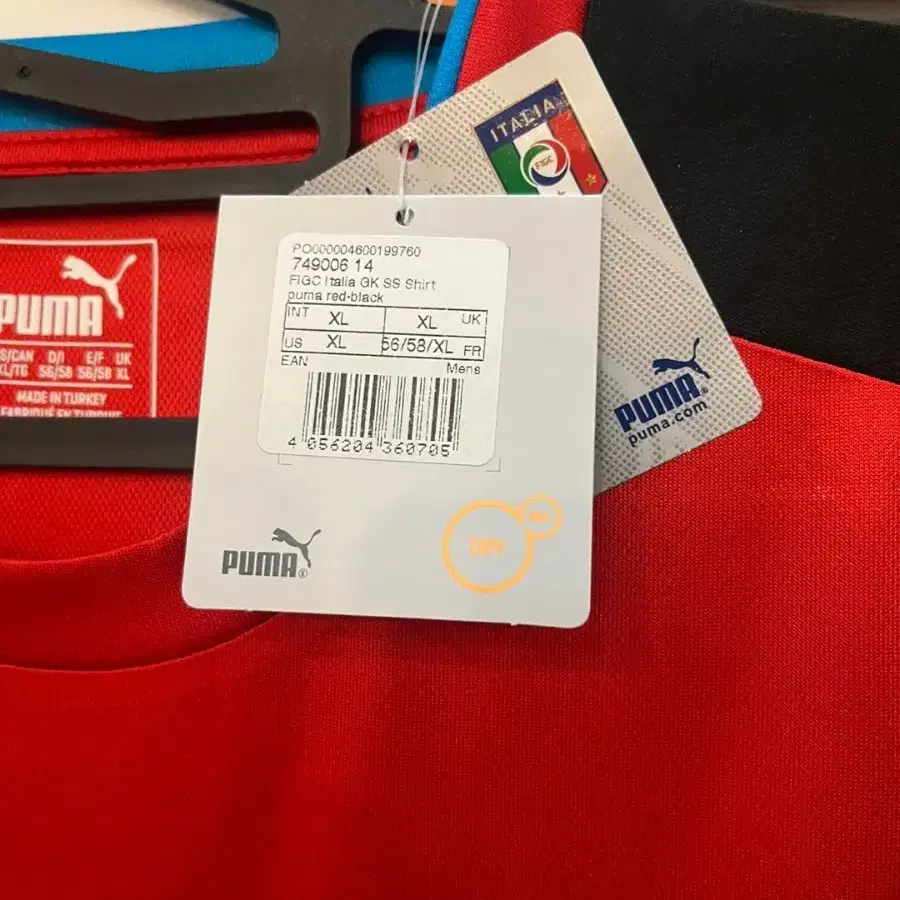 ITALIA
FIGC
PO000004600199760
749006 14
FIGC Italia GK SS Shirt
puma red-black
INT XL XL UK
US XL 56/58/XL FR
EAN Mens
4 056204 360705
PUMA
PUMA
puma.com
PUMA
S/CAN D/I E/F UK
XL/TG 56/58 56/58 XL
MADE IN TURKEY
FABRIQUÉ EN TURQUIE